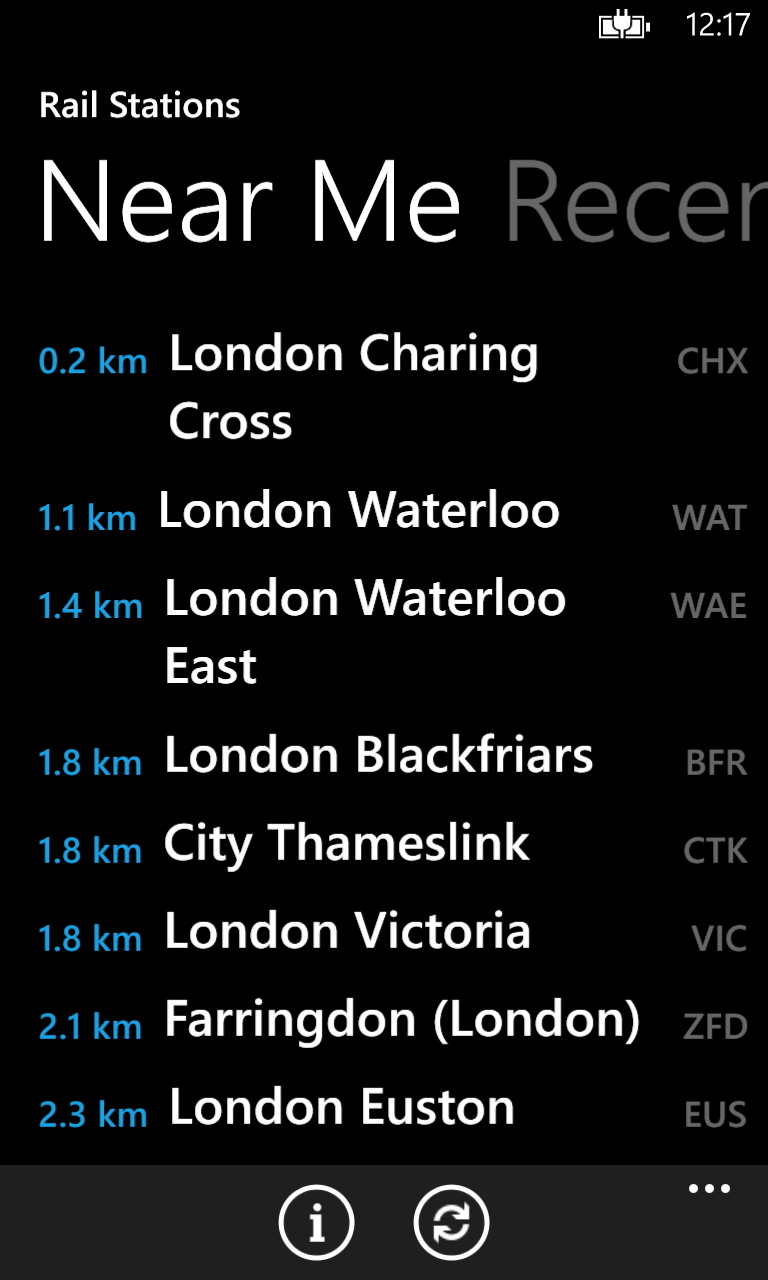 12:17
Rail Stations
Near Me Recen
0.2 km London Charing CHX
Cross
1.1 km London Waterloo WAT
1.4 km London Waterloo WAE
East
1.8 km London Blackfriars BFR
1.8 km City Thameslink CTK
1.8 km London Victoria VIC
2.1 km Farringdon (London) ZFD
2.3 km London Euston EUS